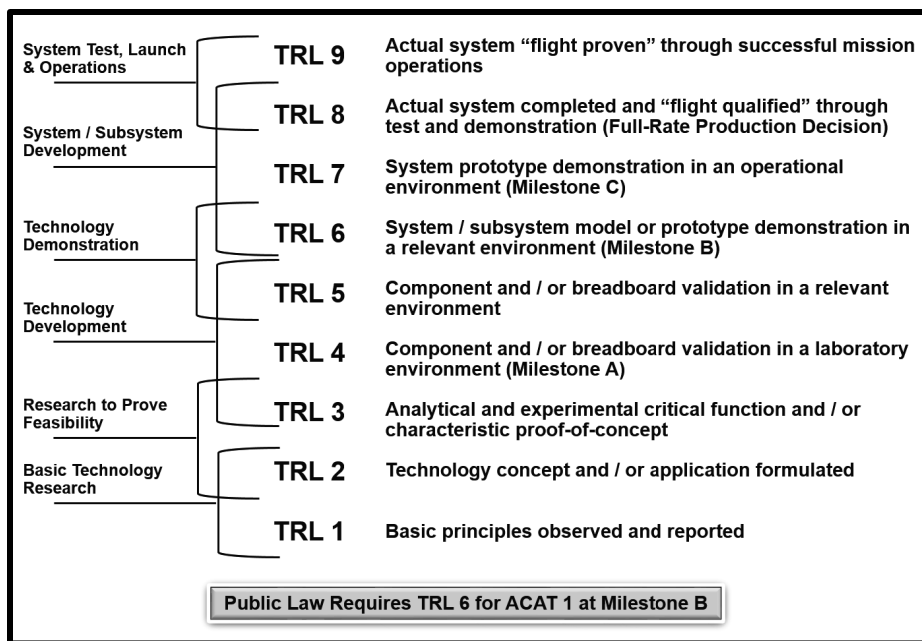 System Test, Launch
& Operations
TRL 9
Actual system “flight proven” through successful mission
operations
System / Subsystem
Development
TRL 8
Actual system completed and “flight qualified” through
test and demonstration (Full-Rate Production Decision)
TRL 7
System prototype demonstration in an operational
environment (Milestone C)
Technology
Demonstration
TRL 6
System / subsystem model or prototype demonstration in
a relevant environment (Milestone B)
Technology
Development
TRL 5
Component and / or breadboard validation in a relevant
environment
TRL 4
Component and / or breadboard validation in a laboratory
environment (Milestone A)
Research to Prove
Feasibility
TRL 3
Analytical and experimental critical function and / or
characteristic proof-of-concept
Basic Technology
Research
TRL 2
Technology concept and / or application formulated
TRL 1
Basic principles observed and reported
Public Law Requires TRL 6 for ACAT 1 at Milestone B